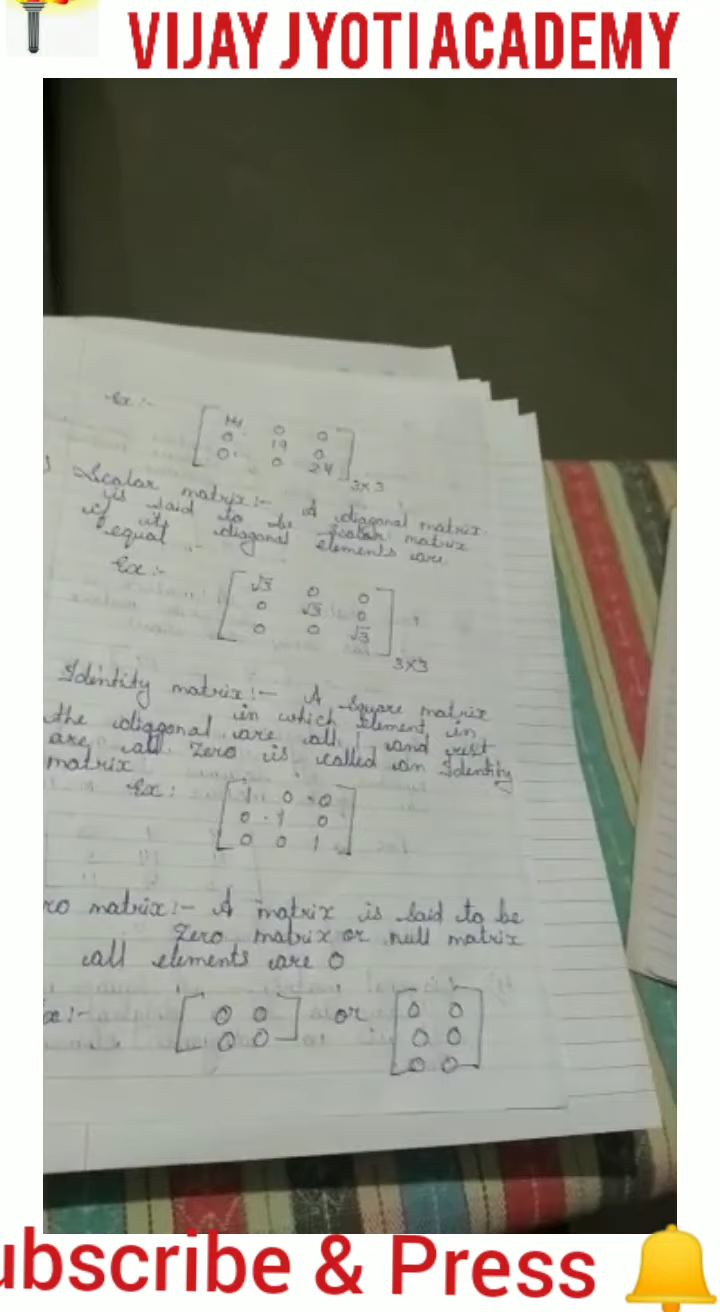 VIJAY JYOTI ACADEMY
Ex:-
14 0 0
0 19 0
0 0 24
3×3
Scalar matrix:- A diagonal matrix
is said to be scalar matrix
if its diagonal elements are
equal.
Ex:-
√3 0 0
0 √3 0
0 0 √3
3×3
Identity matrix:- A square matrix
in which element in
the diagonal are all 1 and rest
are all zero is called an Identity
matrix
Ex:
1 0 0
0 1 0
0 0 1
ro matrix:- A matrix is said to be
zero matrix or null matrix
all elements are 0
x:-
0 0 or 0 0
0 0 0 0
0 0
ubscribe & Press